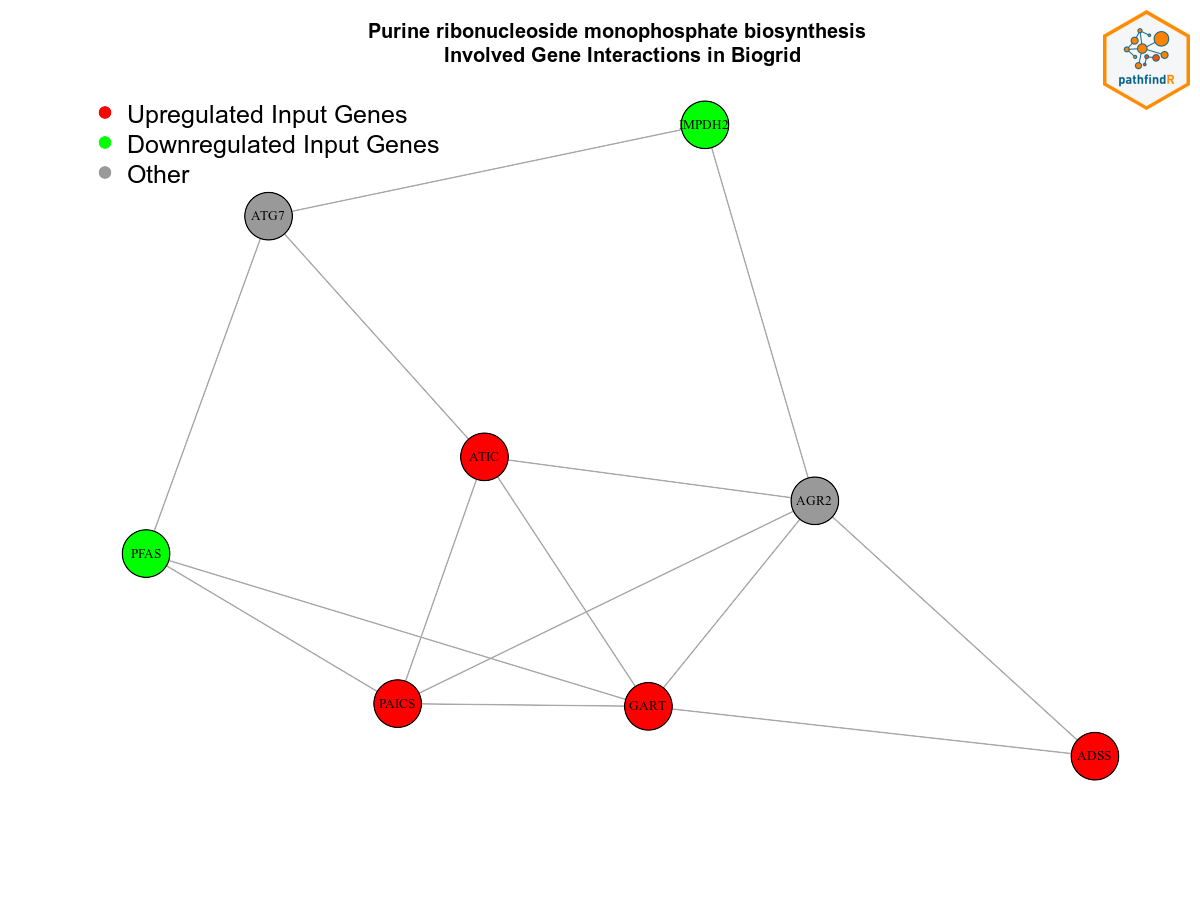 Purine ribonucleoside monophosphate biosynthesis
Involved Gene Interactions in Biogrid
pathfindR
Upregulated Input Genes
Downregulated Input Genes
Other
IMPDH2
ATG7
ATIC
AGR2
PFAS
PAICS
GART
ADSS